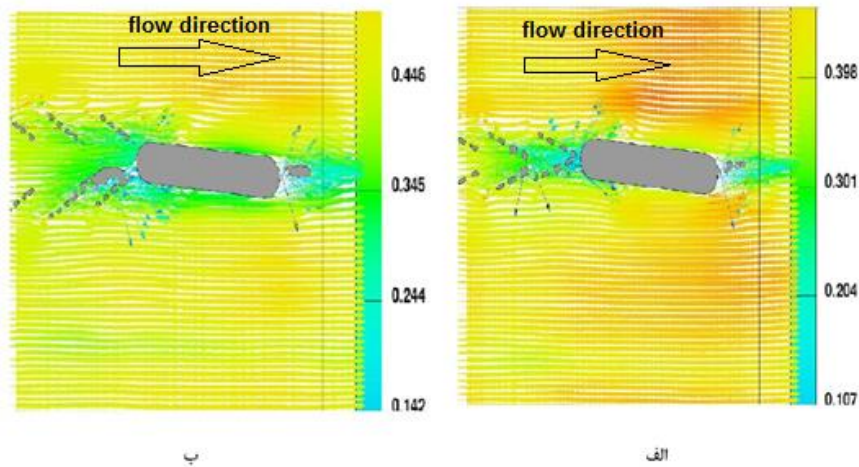 flow direction
0.446
0.345
0.244
0.142
ب
flow direction
0.398
0.301
0.204
0.107
الف